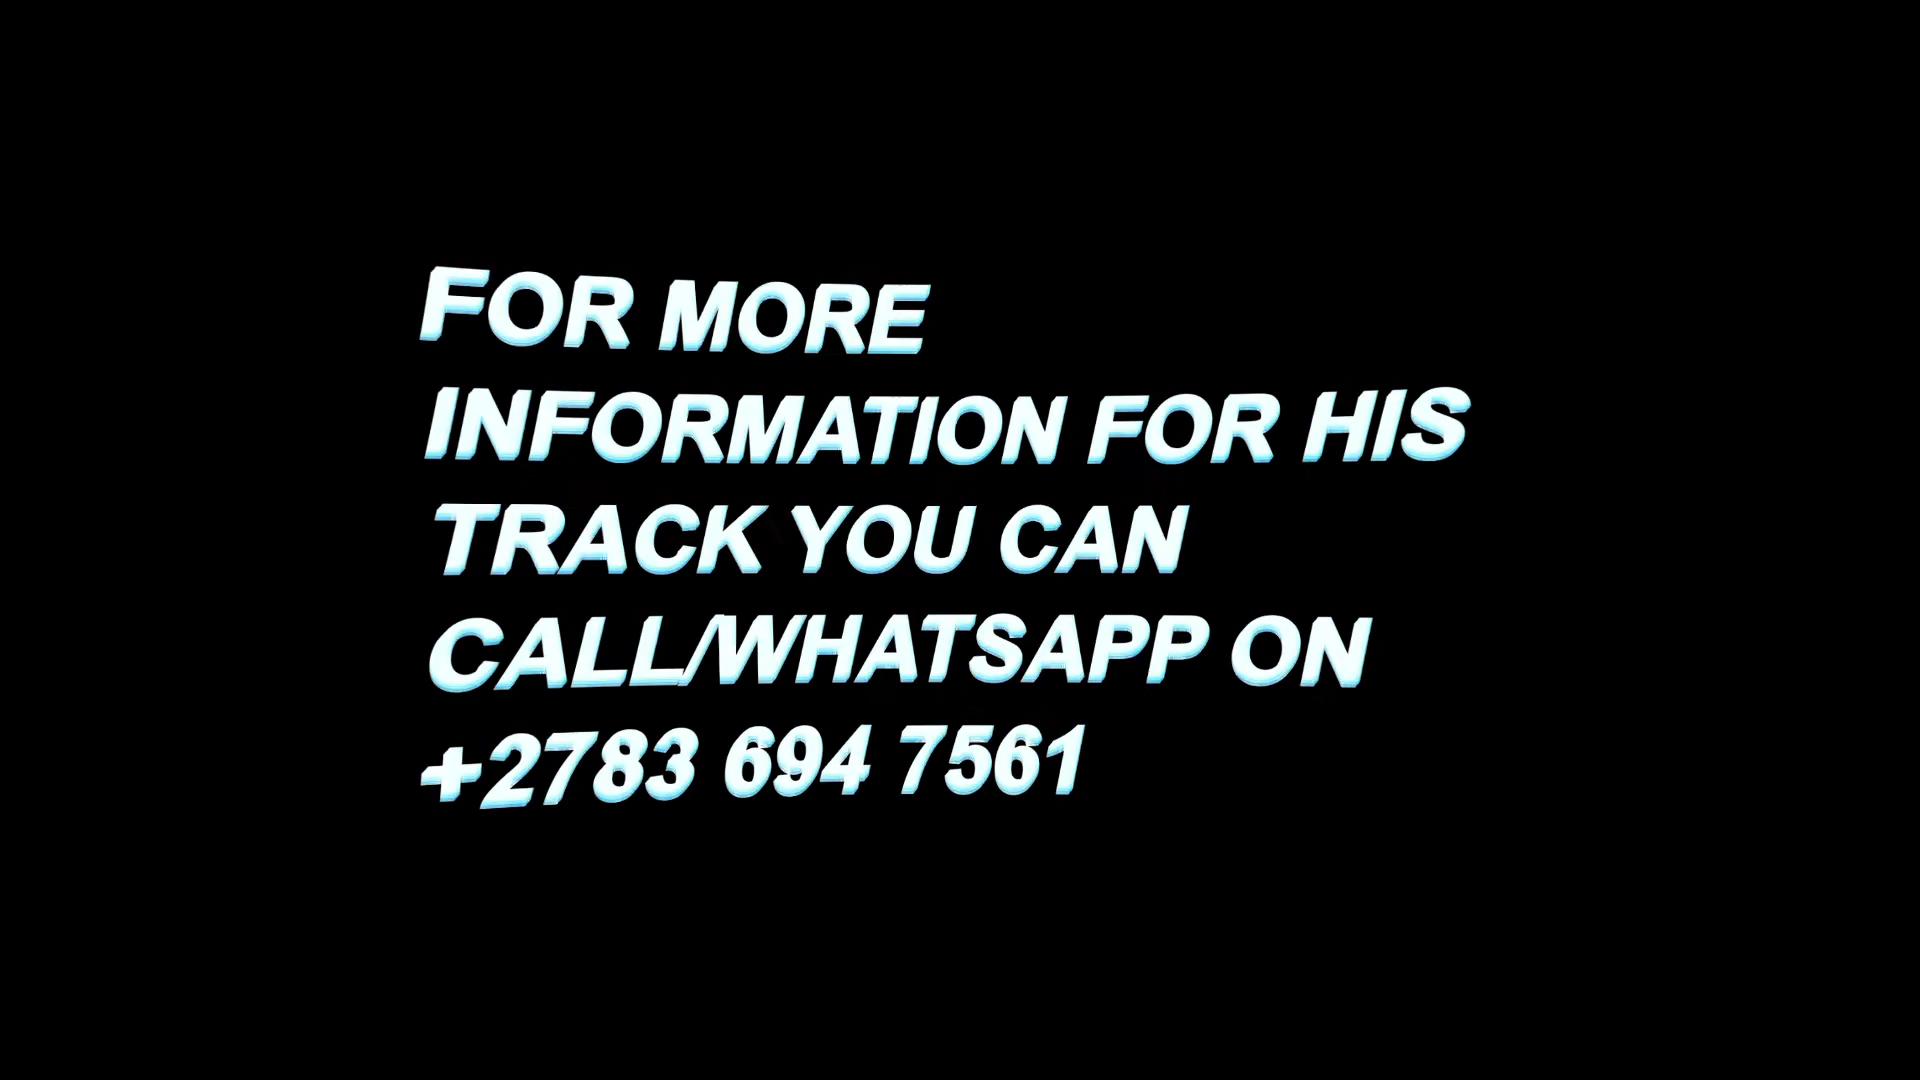 FOR MORE
INFORMATION FOR HIS
TRACK YOU CAN
CALL/WHATSAPP ON
+2783 694 7561